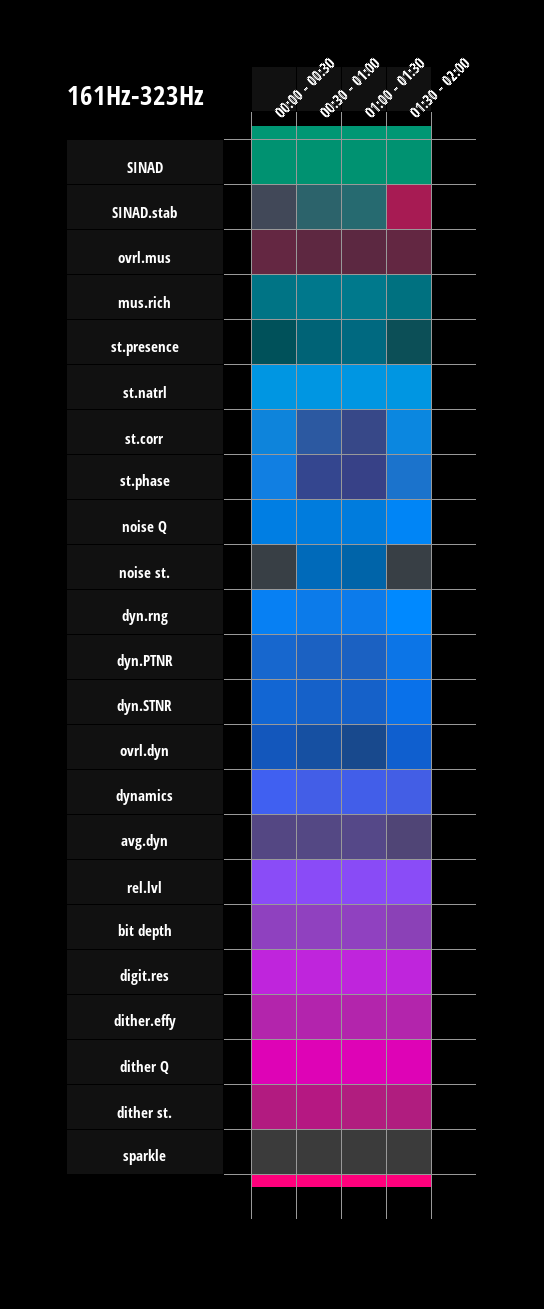 161Hz-323Hz
00:00 - 00:30
00:30 - 01:00
01:00 - 01:30
01:30 - 02:00
SINAD
SINAD.stab
ovrl.mus
mus.rich
st.presence
st.natrl
st.corr
st.phase
noise Q
noise st.
dyn.rng
dyn.PTNR
dyn.STNR
ovrl.dyn
dynamics
avg.dyn
rel.lvl
bit depth
digit.res
dither.effy
dither Q
dither st.
sparkle